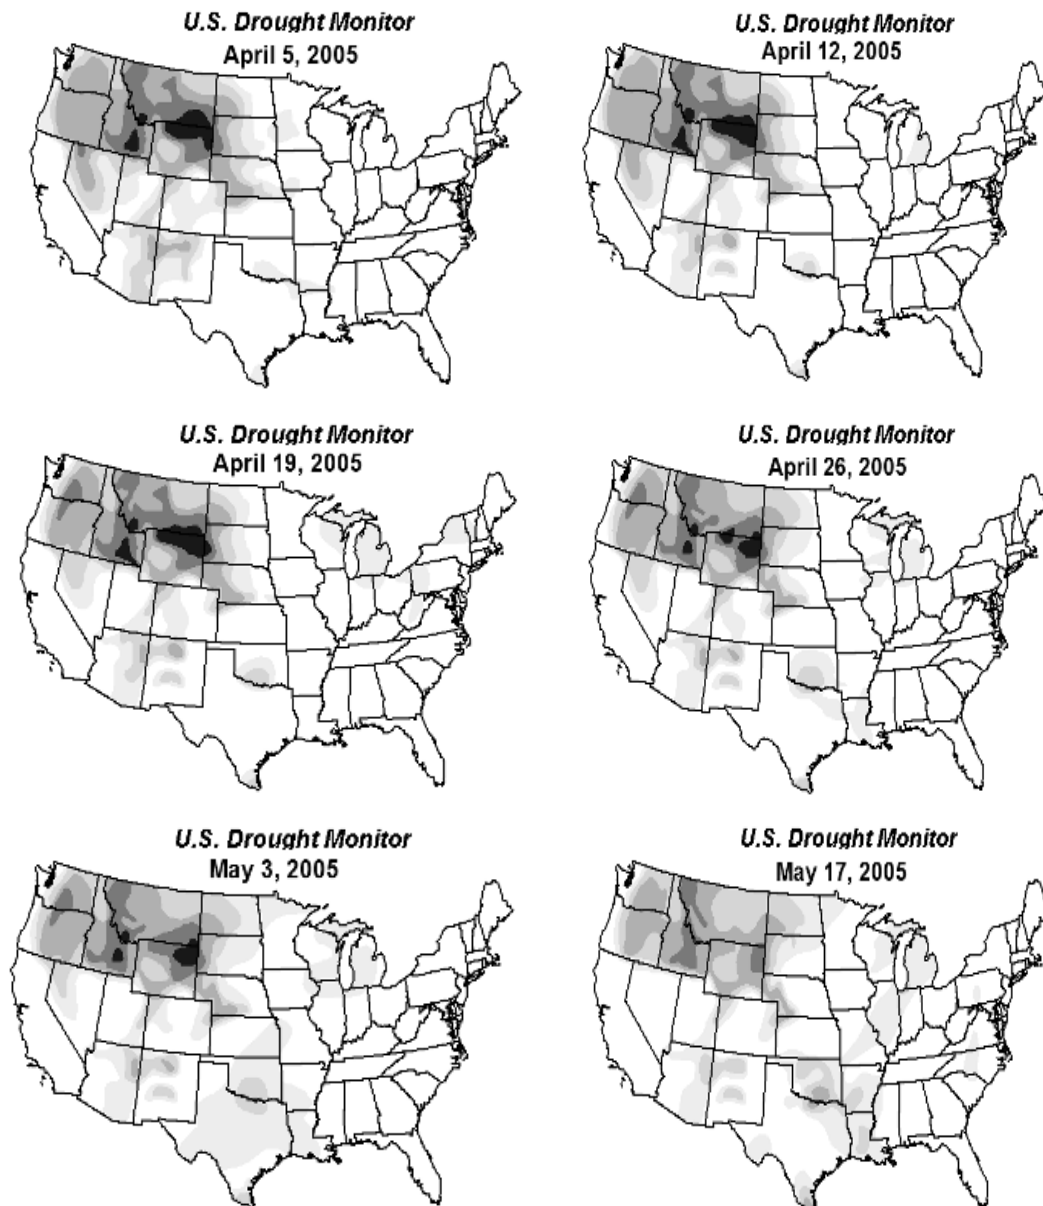 U.S. Drought Monitor
April 5, 2005
U.S. Drought Monitor
April 12, 2005
U.S. Drought Monitor
April 19, 2005
U.S. Drought Monitor
April 26, 2005
U.S. Drought Monitor
May 3, 2005
U.S. Drought Monitor
May 17, 2005